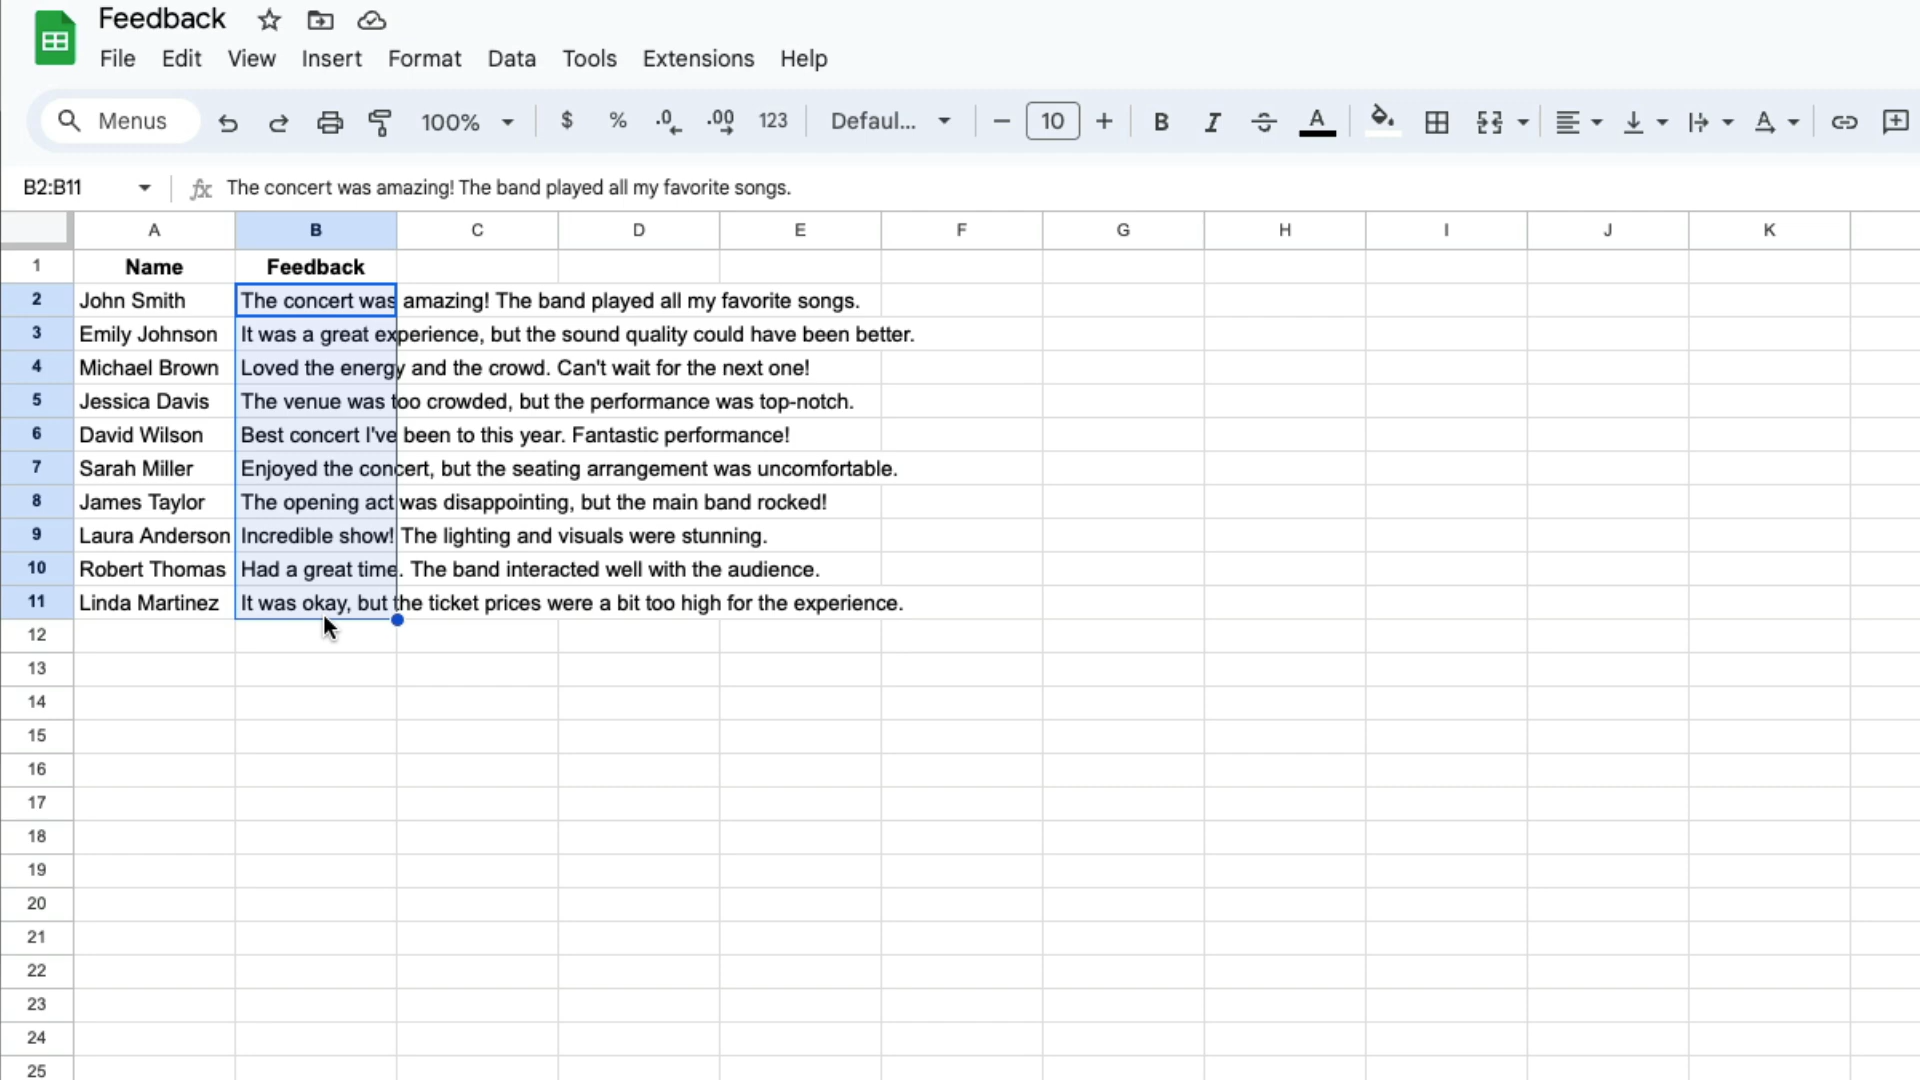 Feedback
File Edit View Insert Format Data Tools Extensions Help
Menus 100% $ % .0 .00 123 Defaul... − 10 + B I S A A
B2:B11 fx The concert was amazing! The band played all my favorite songs.
A B C D E F G H I J K
1 Name Feedback
2 John Smith The concert was amazing! The band played all my favorite songs.
3 Emily Johnson It was a great experience, but the sound quality could have been better.
4 Michael Brown Loved the energy and the crowd. Can't wait for the next one!
5 Jessica Davis The venue was too crowded, but the performance was top-notch.
6 David Wilson Best concert I've been to this year. Fantastic performance!
7 Sarah Miller Enjoyed the concert, but the seating arrangement was uncomfortable.
8 James Taylor The opening act was disappointing, but the main band rocked!
9 Laura Anderson Incredible show! The lighting and visuals were stunning.
10 Robert Thomas Had a great time. The band interacted well with the audience.
11 Linda Martinez It was okay, but the ticket prices were a bit too high for the experience.
12
13
14
15
16
17
18
19
20
21
22
23
24
25